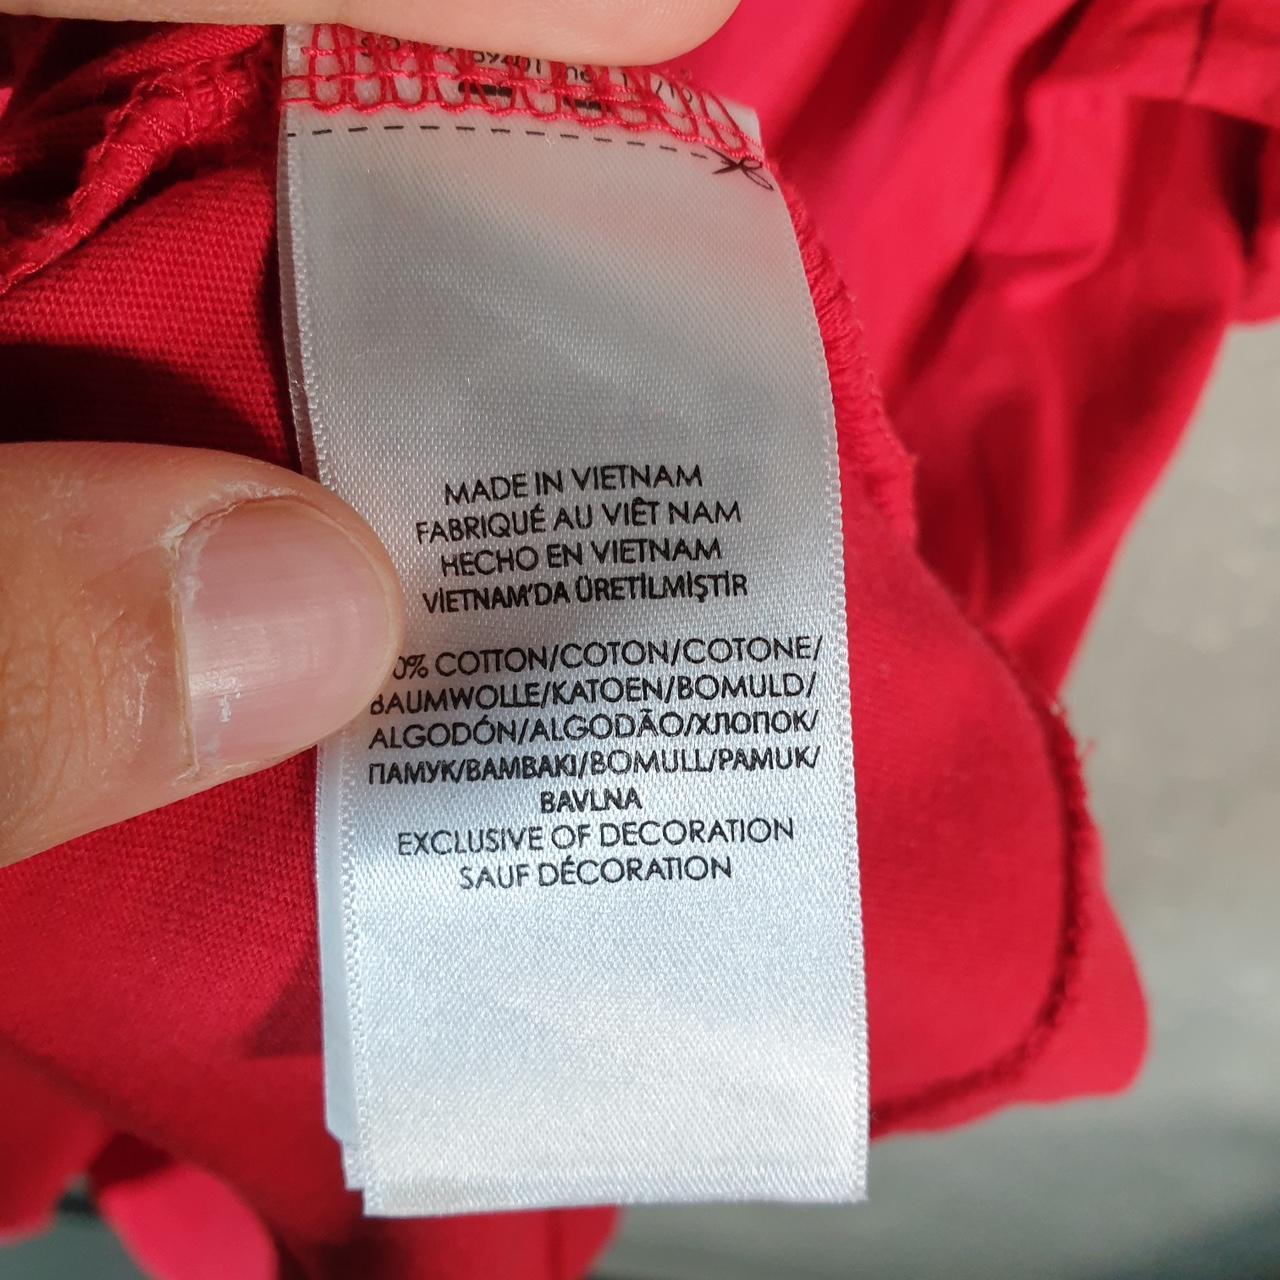 MADE IN VIETNAM
FABRIQUÉ AU VIÊT NAM
HECHO EN VIETNAM
VİETNAM'DA ÜRETİLMİŞTİR
0% COTTON/COTON/COTONE/
BAUMWOLLE/KATOEN/BOMULD/
ALGODÓN/ALGODÃO/ХЛОПОК/
ПАМУК/BAMBAKI/BOMULL/PAMUK/
BAVLNA
EXCLUSIVE OF DECORATION
SAUF DÉCORATION